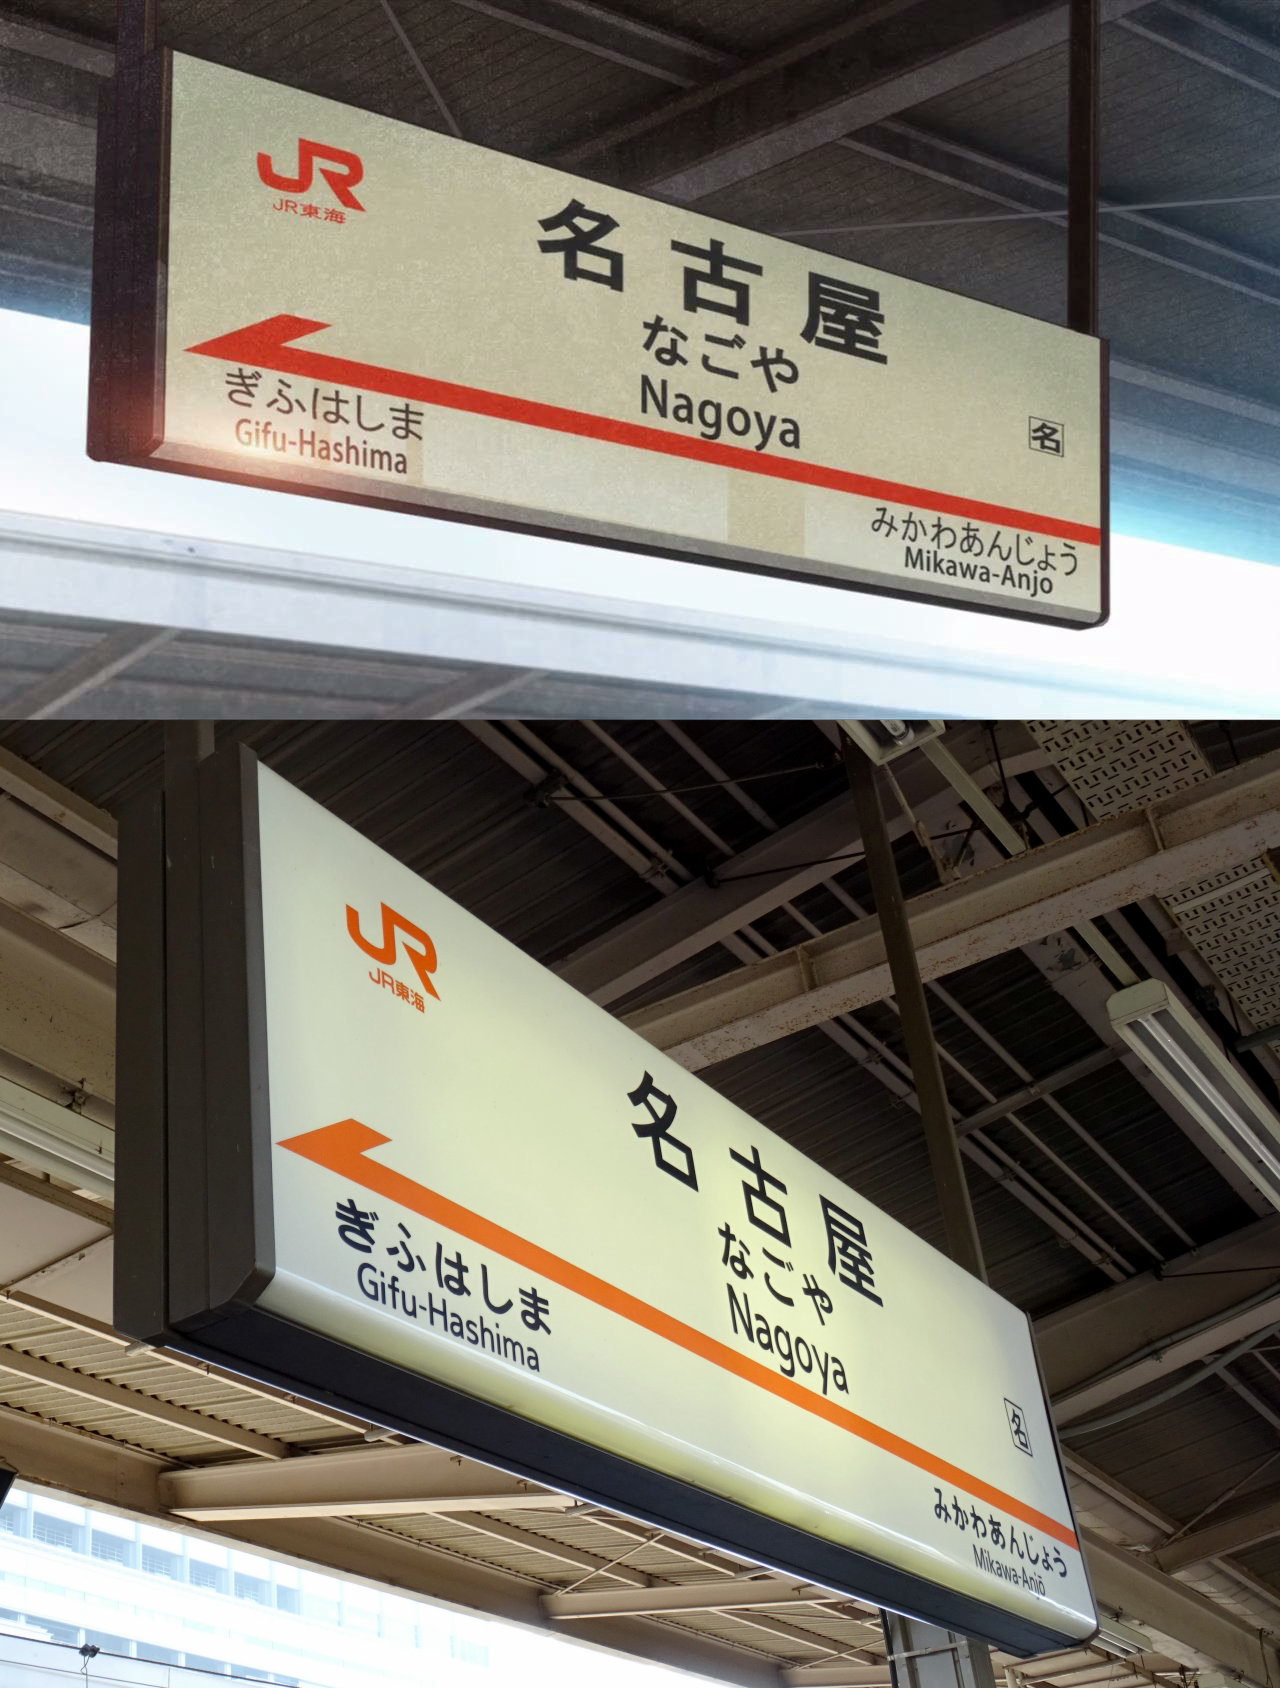 JR
JR東海
名古屋
なごや
Nagoya
ぎふはしま
Gifu-Hashima
名
みかわあんじょう
Mikawa-Anjo
JR
JR東海
名古屋
なごや
Nagoya
ぎふはしま
Gifu-Hashima
名
みかわあんじょう
Mikawa-Anjō